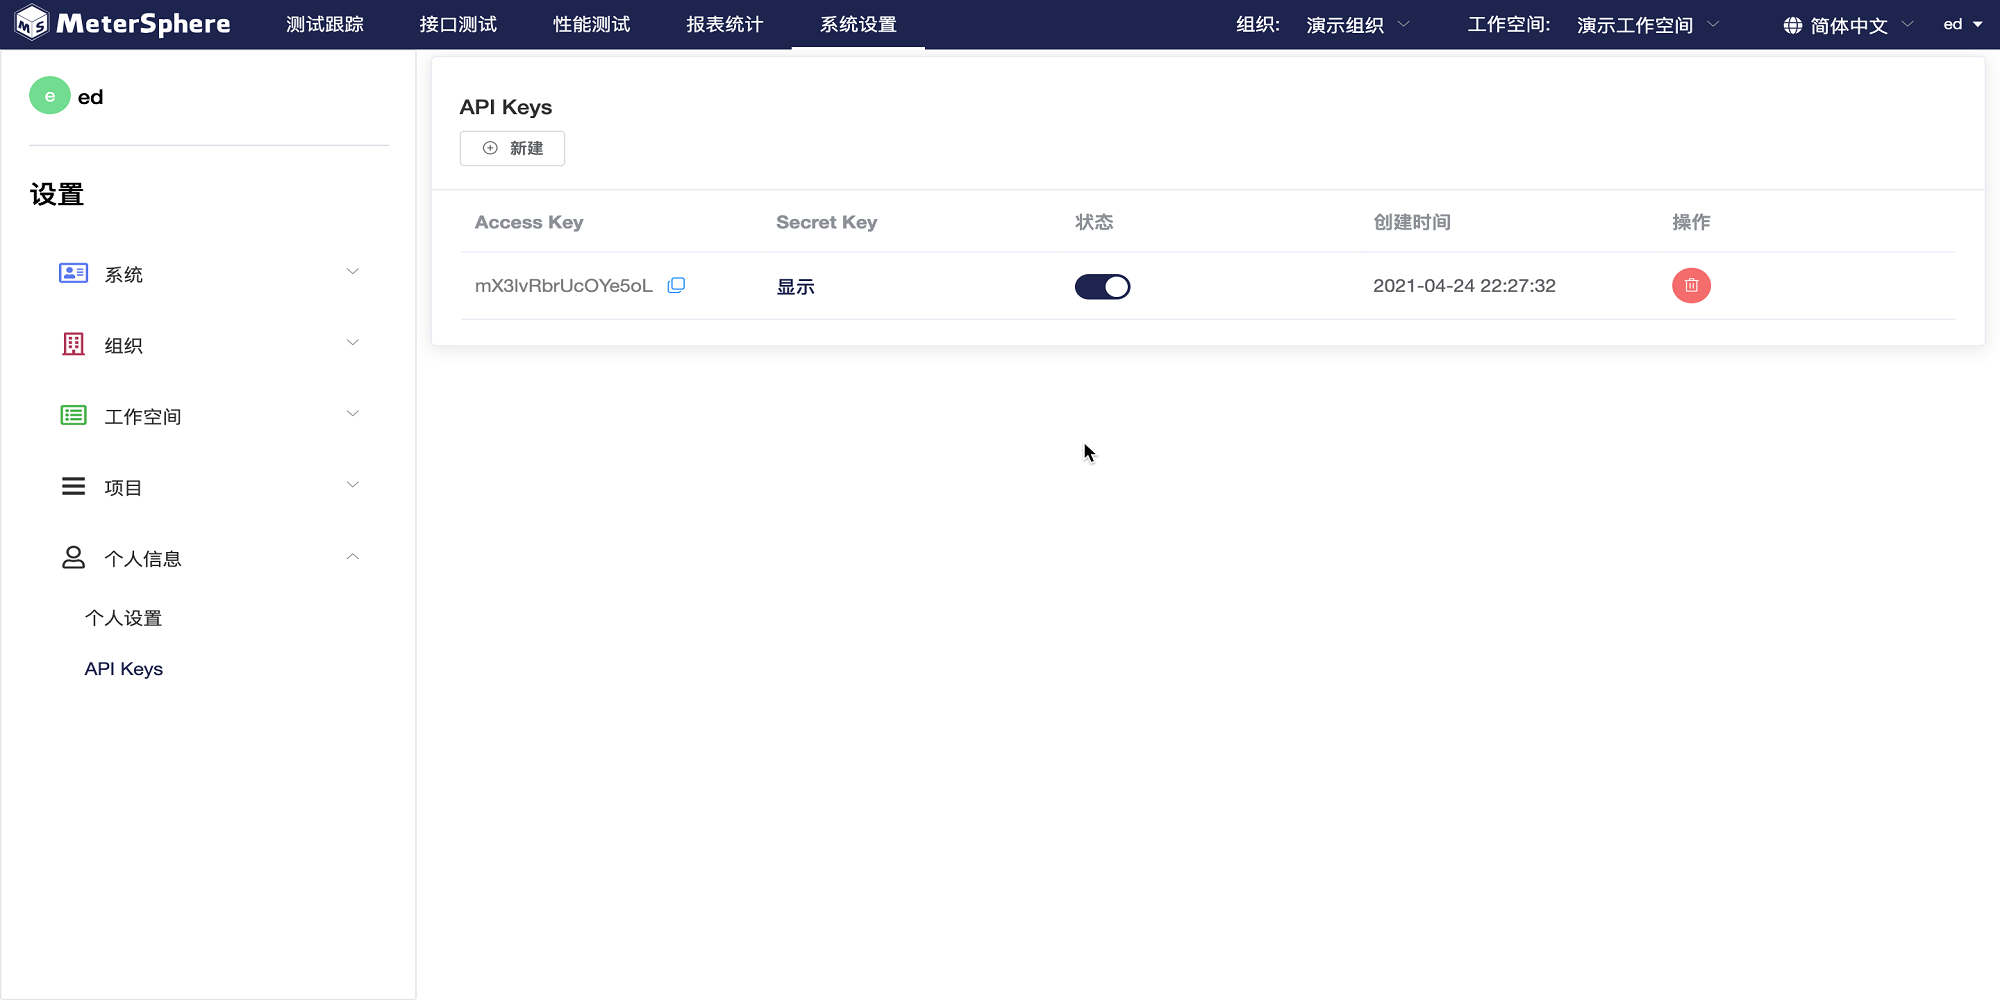 MeterSphere 测试跟踪 接口测试 性能测试 报表统计 系统设置 组织: 演示组织 工作空间: 演示工作空间 简体中文 ed
e ed
设置
系统
组织
工作空间
项目
个人信息
个人设置
API Keys
API Keys
新建
Access Key Secret Key 状态 创建时间 操作
mX3lvRbrUcOYe5oL 显示 2021-04-24 22:27:32